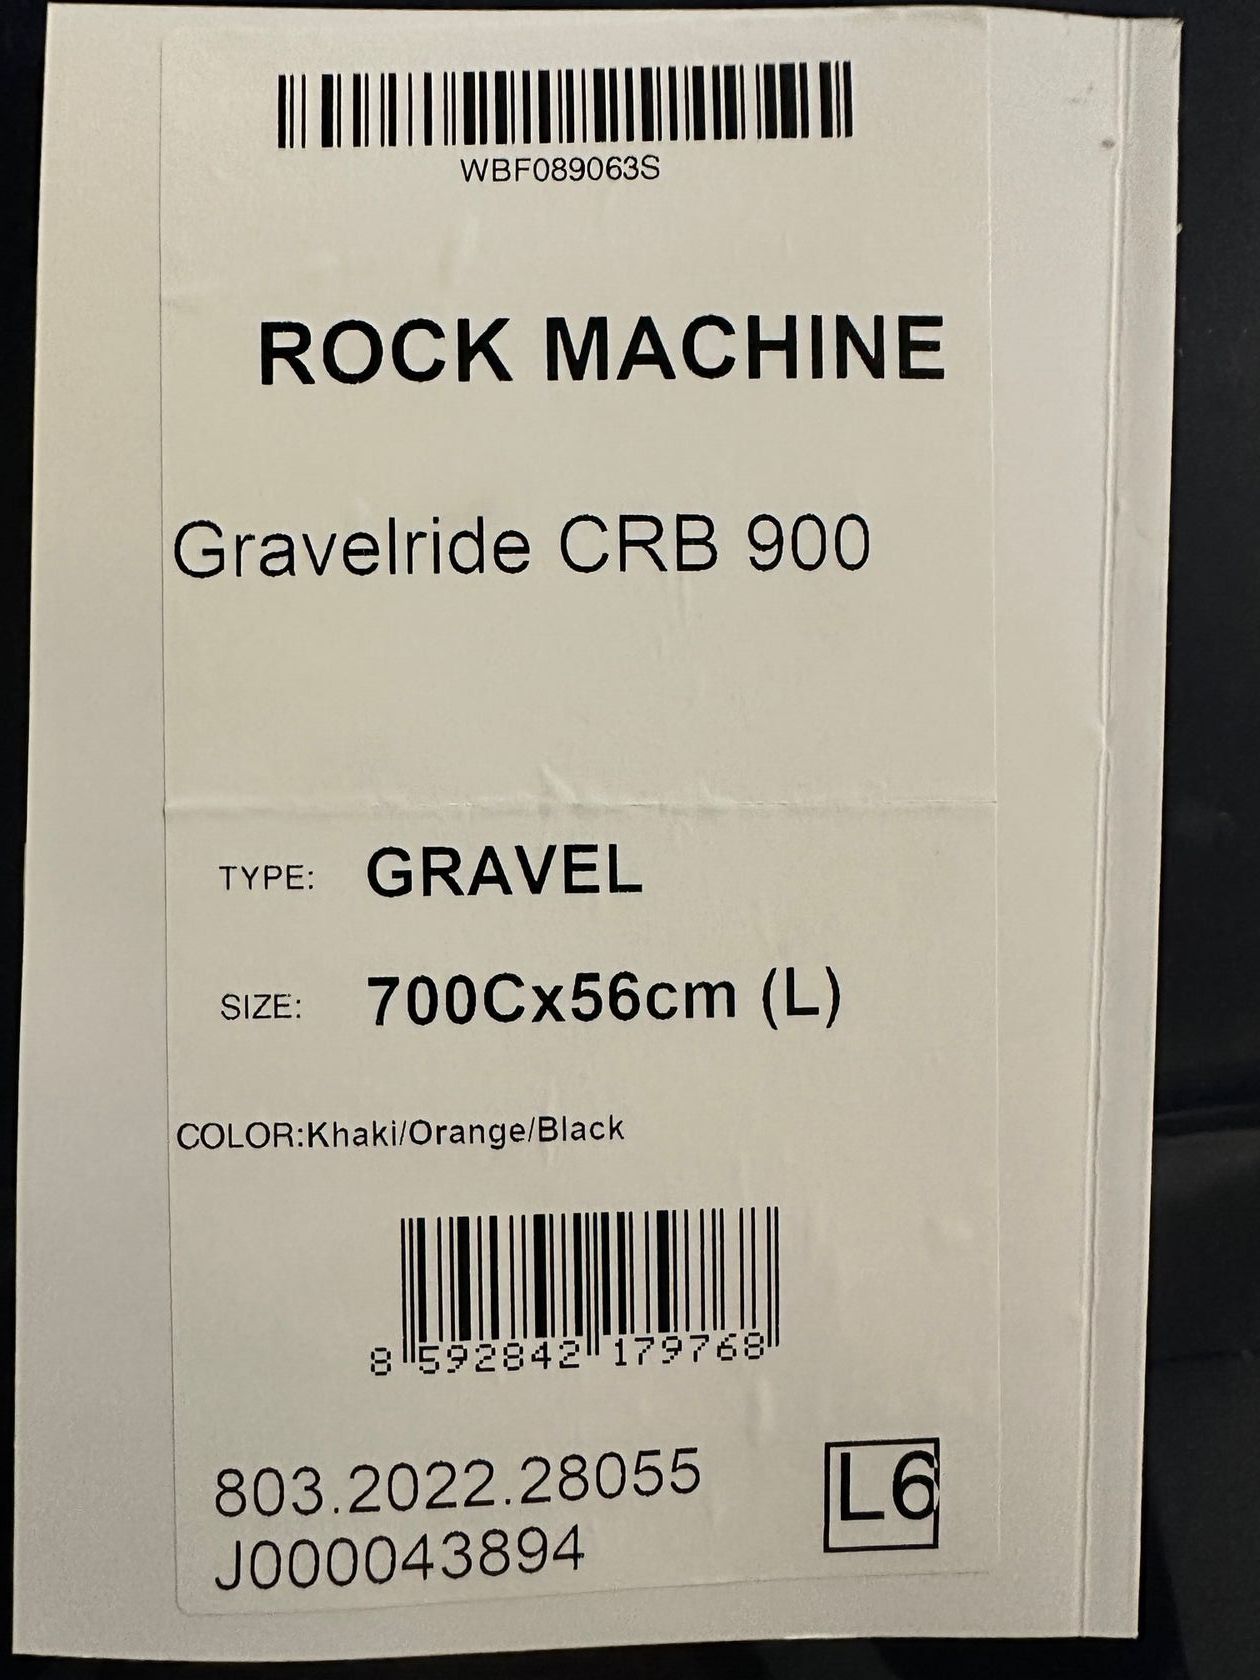 WBF089063S
ROCK MACHINE
Gravelride CRB 900
TYPE: GRAVEL
SIZE: 700Cx56cm (L)
COLOR:Khaki/Orange/Black
8 592842 179768
803.2022.28055
J000043894
L6